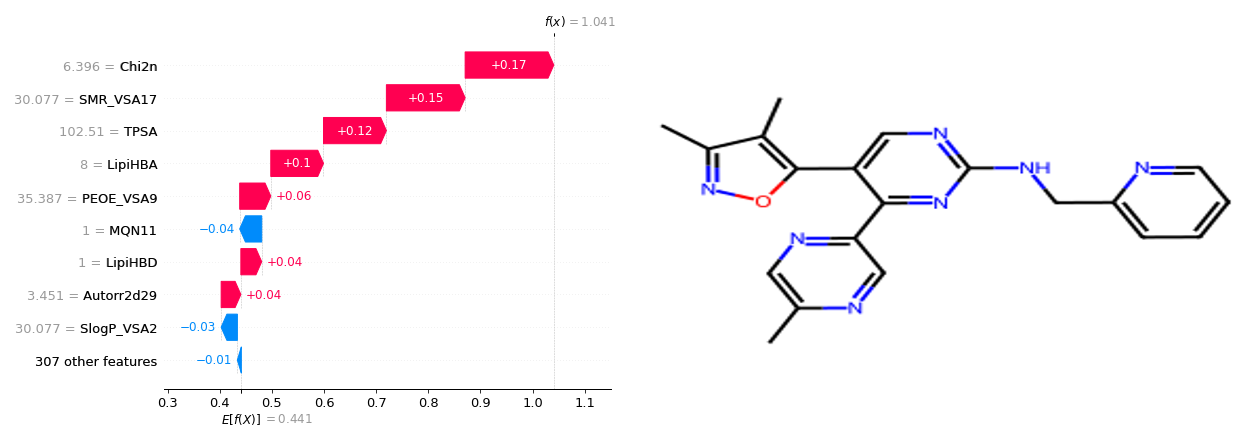 f(x) = 1.041
6.396 = Chi2n
+0.17
30.077 = SMR_VSA17
+0.15
102.51 = TPSA
+0.12
8 = LipiHBA
+0.1
35.387 = PEOE_VSA9
+0.06
1 = MQN11
−0.04
1 = LipiHBD
+0.04
3.451 = Autorr2d29
+0.04
30.077 = SlogP_VSA2
−0.03
307 other features
−0.01
0.3 0.4 0.5 0.6 0.7 0.8 0.9 1.0 1.1
E[f(X)] = 0.441
N
O
N
N
NH
N
N
N